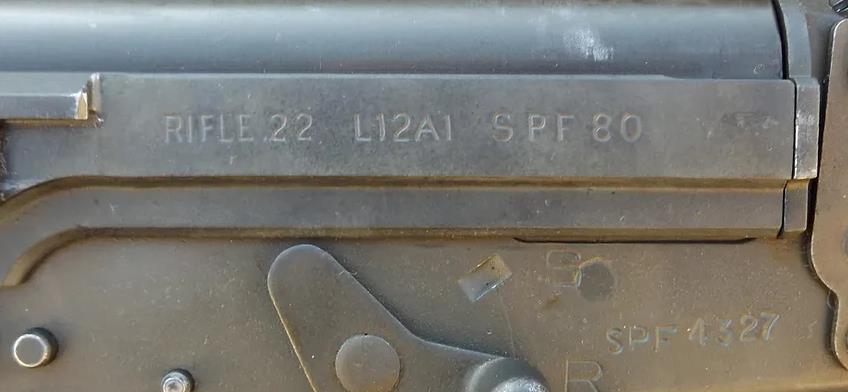 RIFLE .22 L12A1 SPF 80
SPF 4327
R